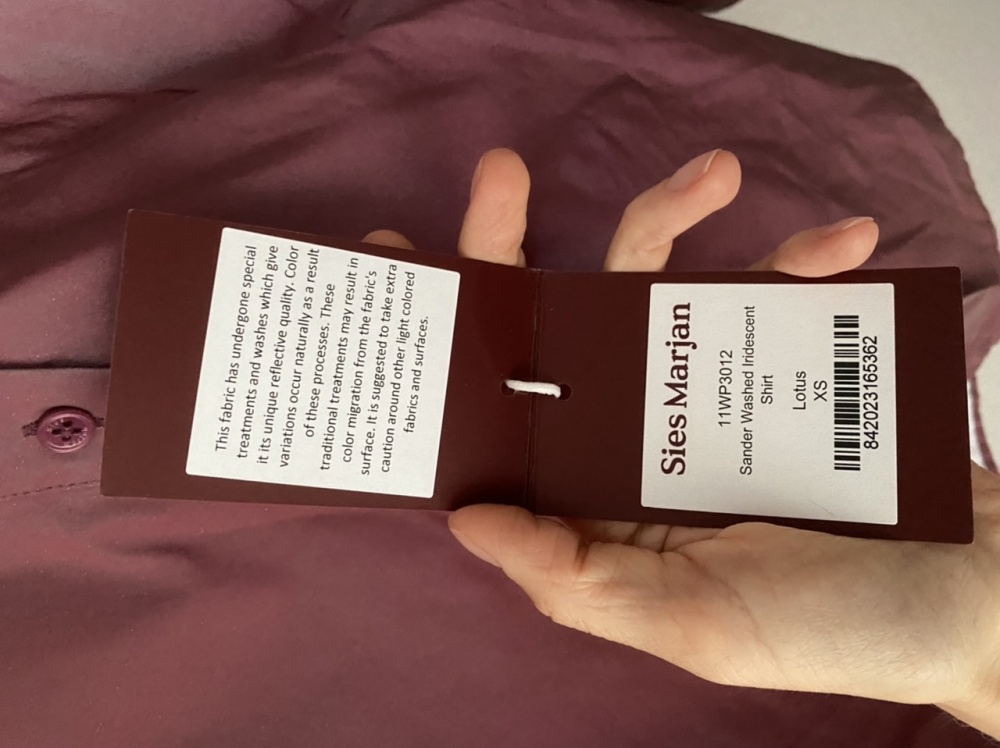 This fabric has undergone special
treatments and washes which give
it its unique reflective quality. Color
variations occur naturally as a result
of these processes. These
traditional treatments may result in
color migration from the fabric's
surface. It is suggested to take extra
caution around other light colored
fabrics and surfaces.
Sies Marjan
11WP3012
Sander Washed Iridescent
Shirt
Lotus
XS
842023165362